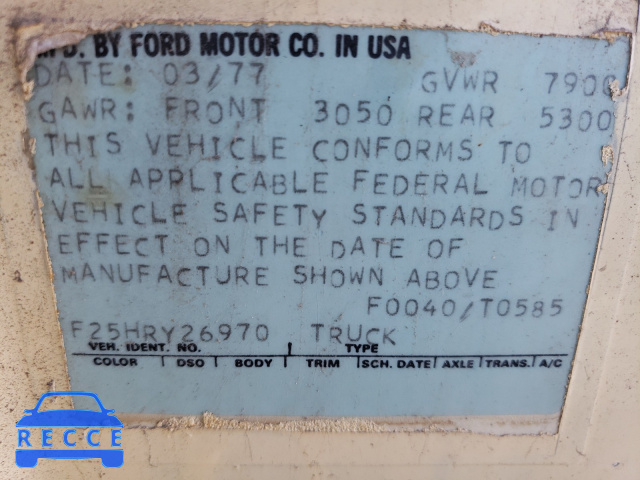 MFD. BY FORD MOTOR CO. IN USA
DATE: 03/77 GVWR 7900
GAWR: FRONT 3050 REAR 5300
THIS VEHICLE CONFORMS TO
ALL APPLICABLE FEDERAL MOTOR
VEHICLE SAFETY STANDARDS IN
EFFECT ON THE DATE OF
MANUFACTURE SHOWN ABOVE
F0040/T0585
F25HRY26970 TRUCK
VEH. IDENT. NO. TYPE
COLOR DSO BODY TRIM SCH. DATE AXLE TRANS. A/C
RECCE